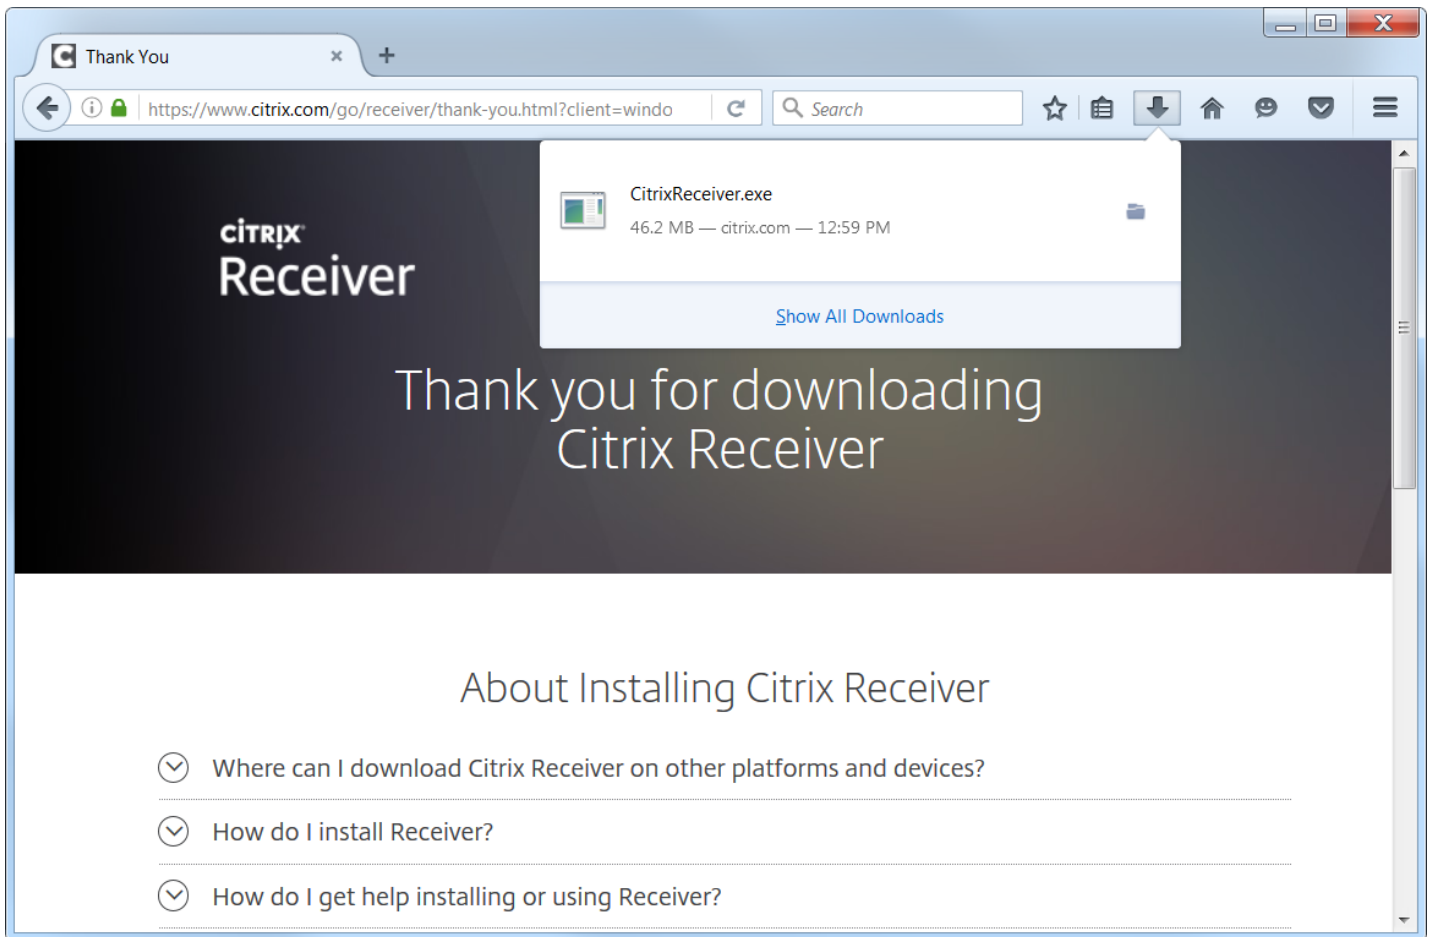 Thank You
https://www.citrix.com/go/receiver/thank-you.html?client=windo
Search
CitrixReceiver.exe
46.2 MB — citrix.com — 12:59 PM
Show All Downloads
CİTRIX
Receiver
Thank you for downloading
Citrix Receiver
About Installing Citrix Receiver
Where can I download Citrix Receiver on other platforms and devices?
How do I install Receiver?
How do I get help installing or using Receiver?